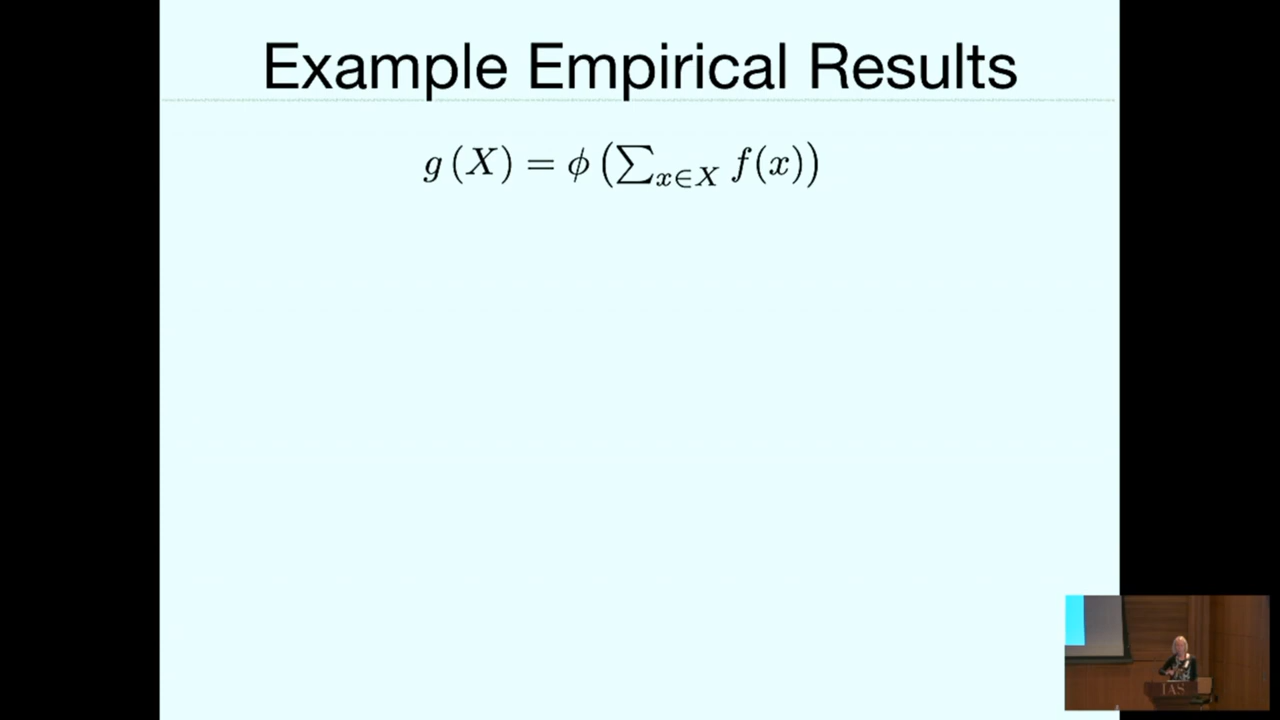 Example Empirical Results
g(X) = ϕ(∑_{x∈X} f(x))
IAS